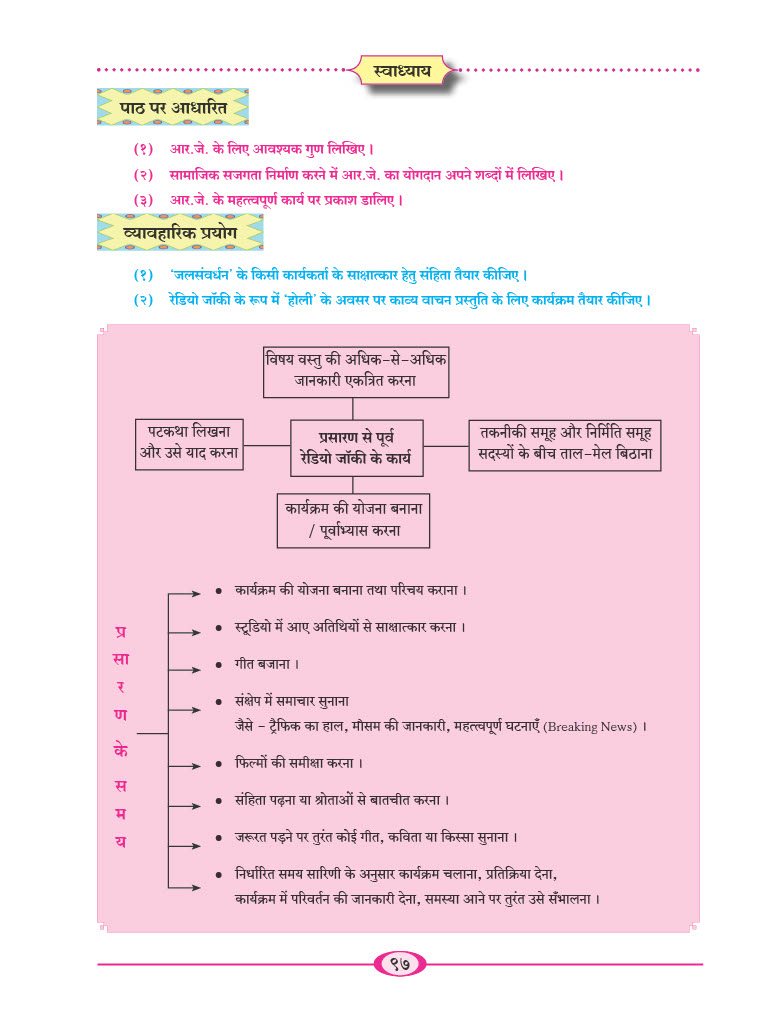 स्वाध्याय
पाठ पर आधारित
(१) आर.जे. के लिए आवश्यक गुण लिखिए।
(२) सामाजिक सजगता निर्माण करने में आर.जे. का योगदान अपने शब्दों में लिखिए।
(३) आर.जे. के महत्त्वपूर्ण कार्य पर प्रकाश डालिए।
व्यावहारिक प्रयोग
(१) ‘जलसंवर्धन’ के किसी कार्यकर्ता के साक्षात्कार हेतु संहिता तैयार कीजिए।
(२) रेडियो जॉकी के रूप में ‘होली’ के अवसर पर काव्य वाचन प्रस्तुति के लिए कार्यक्रम तैयार कीजिए।
विषय वस्तु की अधिक-से-अधिक
जानकारी एकत्रित करना
पटकथा लिखना
और उसे याद करना
प्रसारण से पूर्व
रेडियो जॉकी के कार्य
तकनीकी समूह और निर्मिति समूह
सदस्यों के बीच ताल-मेल बिठाना
कार्यक्रम की योजना बनाना
/ पूर्वाभ्यास करना
प्रसारण के समय
• कार्यक्रम की योजना बनाना तथा परिचय कराना।
• स्टूडियो में आए अतिथियों से साक्षात्कार करना।
• गीत बजाना।
• संक्षेप में समाचार सुनाना
जैसे - ट्रैफिक का हाल, मौसम की जानकारी, महत्त्वपूर्ण घटनाएँ (Breaking News)।
• फिल्मों की समीक्षा करना।
• संहिता पढ़ना या श्रोताओं से बातचीत करना।
• जरूरत पड़ने पर तुरंत कोई गीत, कविता या किस्सा सुनाना।
• निर्धारित समय सारिणी के अनुसार कार्यक्रम चलाना, प्रतिक्रिया देना,
कार्यक्रम में परिवर्तन की जानकारी देना, समस्या आने पर तुरंत उसे सँभालना।
९७